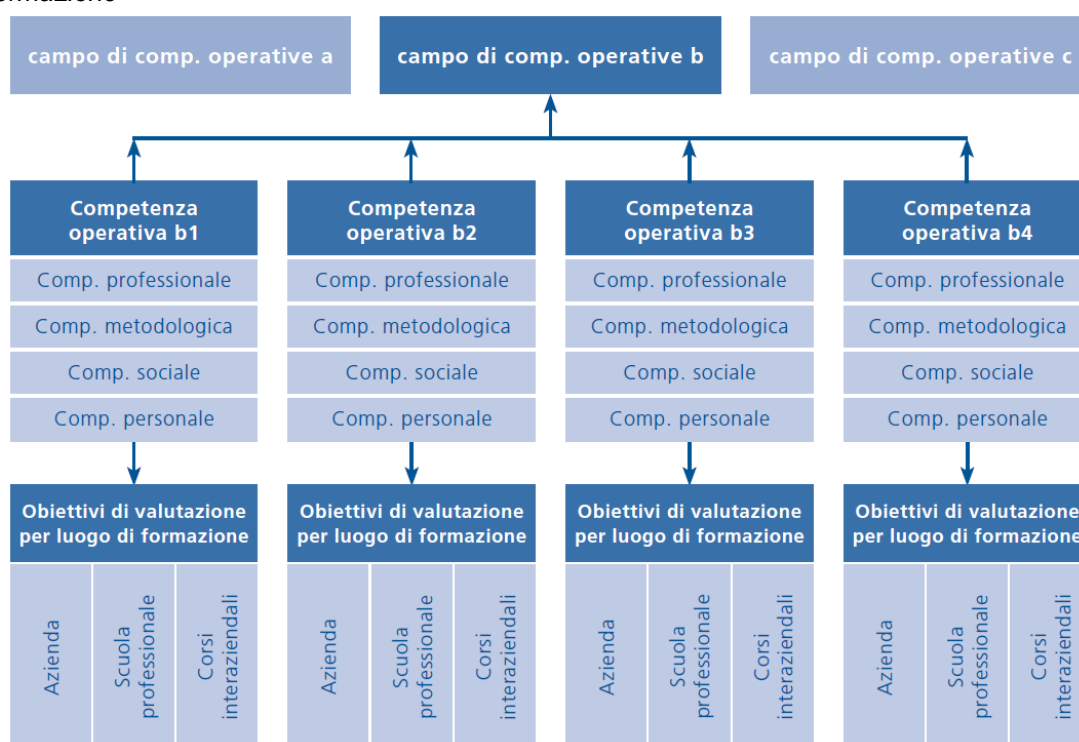 campo di comp. operative a
campo di comp. operative b
campo di comp. operative c
Competenza
operativa b1
Competenza
operativa b2
Competenza
operativa b3
Competenza
operativa b4
Comp. professionale
Comp. professionale
Comp. professionale
Comp. professionale
Comp. metodologica
Comp. metodologica
Comp. metodologica
Comp. metodologica
Comp. sociale
Comp. sociale
Comp. sociale
Comp. sociale
Comp. personale
Comp. personale
Comp. personale
Comp. personale
Obiettivi di valutazione
per luogo di formazione
Obiettivi di valutazione
per luogo di formazione
Obiettivi di valutazione
per luogo di formazione
Obiettivi di valutazione
per luogo di formazione
Azienda
Scuola
professionale
Corsi
interaziendali
Azienda
Scuola
professionale
Corsi
interaziendali
Azienda
Scuola
professionale
Corsi
interaziendali
Azienda
Scuola
professionale
Corsi
interaziendali